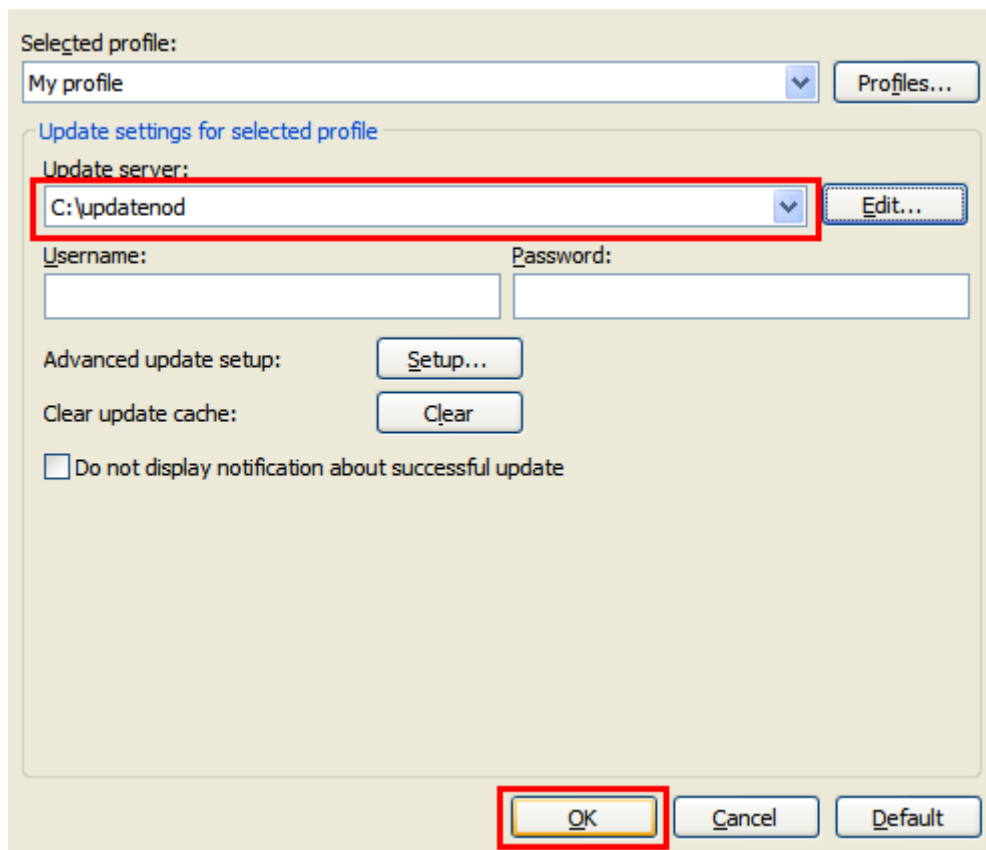 Selected profile:
My profile
Profiles...
Update settings for selected profile
Update server:
C:\updatenod
Edit...
Username: Password:
Advanced update setup: Setup...
Clear update cache: Clear
Do not display notification about successful update
OK Cancel Default